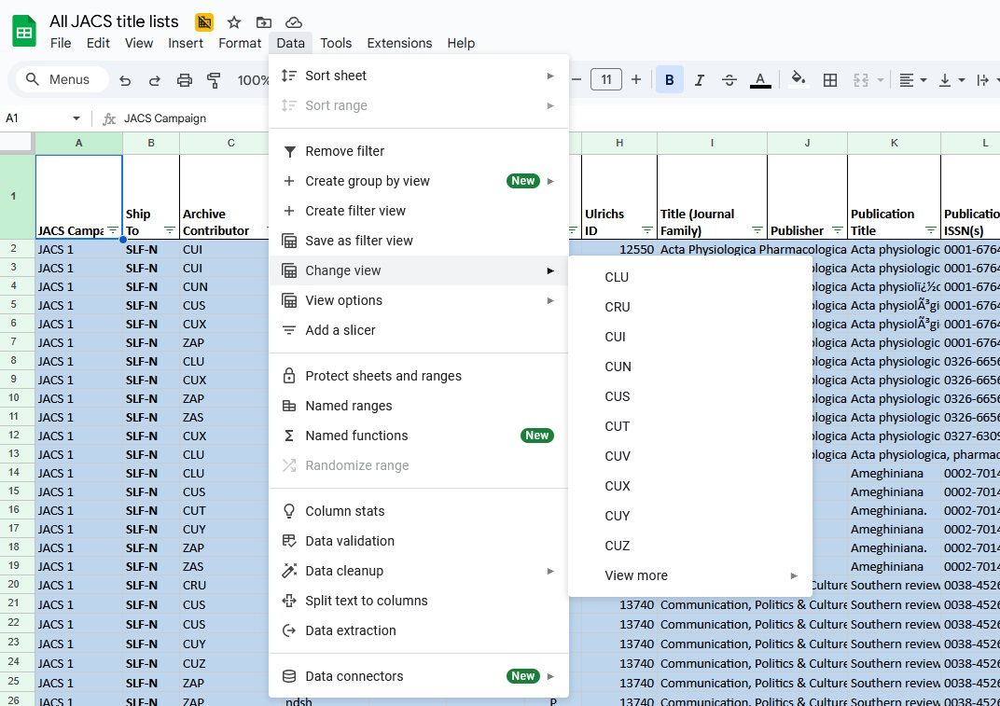 All JACS title lists
File Edit View Insert Format Data Tools Extensions Help
Menus 100% 11 B I A
A1 fx JACS Campaign
A B C H I J K L
1 JACS Campa Ship To Archive Contributor Ulrichs ID Title (Journal Family) Publisher Publication Title Publicatio ISSN(s)
2 JACS 1 SLF-N CUI 12550 Acta Physiologica Pharmacologica Acta physiologic 0001-6764
3 JACS 1 SLF-N CUI ologica Acta physiologic 0001-6764
4 JACS 1 SLF-N CUN ologica Acta physiolï¿½c 0001-6764
5 JACS 1 SLF-N CUS ologica Acta physiolÃ³gi 0001-6764
6 JACS 1 SLF-N CUX ologica Acta physiolÃ³gi 0001-6764
7 JACS 1 SLF-N ZAP ologica Acta physiologic 0001-6764
8 JACS 1 SLF-N CLU ologica Acta physiologic 0326-6656
9 JACS 1 SLF-N CUX ologica Acta physiologic 0326-6656
10 JACS 1 SLF-N ZAP ologica Acta physiologic 0326-6656
11 JACS 1 SLF-N ZAS ologica Acta physiologic 0326-6656
12 JACS 1 SLF-N CUX ologica Acta physiologic 0327-6309
13 JACS 1 SLF-N CLU ologica Acta physiologica, pharmac
14 JACS 1 SLF-N CLU Ameghiniana 0002-7014
15 JACS 1 SLF-N CUS Ameghiniana 0002-7014
16 JACS 1 SLF-N CUT Ameghiniana. 0002-7014
17 JACS 1 SLF-N CUY Ameghiniana 0002-7014
18 JACS 1 SLF-N ZAP Ameghiniana. 0002-7014
19 JACS 1 SLF-N ZAS Ameghiniana 0002-7014
20 JACS 1 SLF-N CRU Culture Southern review 0038-4526
21 JACS 1 SLF-N CUS 13740 Communication, Politics & Culture Southern review 0038-4526
22 JACS 1 SLF-N CUS 13740 Communication, Politics & Culture Southern review 0038-4526
23 JACS 1 SLF-N CUY 13740 Communication, Politics & Culture Southern review 0038-4526
24 JACS 1 SLF-N CUZ 13740 Communication, Politics & Culture Southern review 0038-4526
25 JACS 1 SLF-N ZAP 13740 Communication, Politics & Culture Southern review 0038-4526
26 JACS 1 SLF-N ZAP ndsh P 13740 Communication, Politics & Culture Southern review 0038-4526
Sort sheet
Sort range
Remove filter
Create group by view New
Create filter view
Save as filter view
Change view
View options
Add a slicer
Protect sheets and ranges
Named ranges
Named functions New
Randomize range
Column stats
Data validation
Data cleanup
Split text to columns
Data extraction
Data connectors New
CLU
CRU
CUI
CUN
CUS
CUT
CUV
CUX
CUY
CUZ
View more